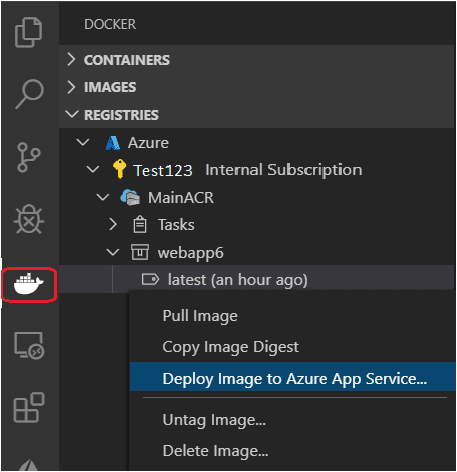 DOCKER
CONTAINERS
IMAGES
REGISTRIES
Azure
Test123 Internal Subscription
MainACR
Tasks
webapp6
latest (an hour ago)
Pull Image
Copy Image Digest
Deploy Image to Azure App Service...
Untag Image...
Delete Image...